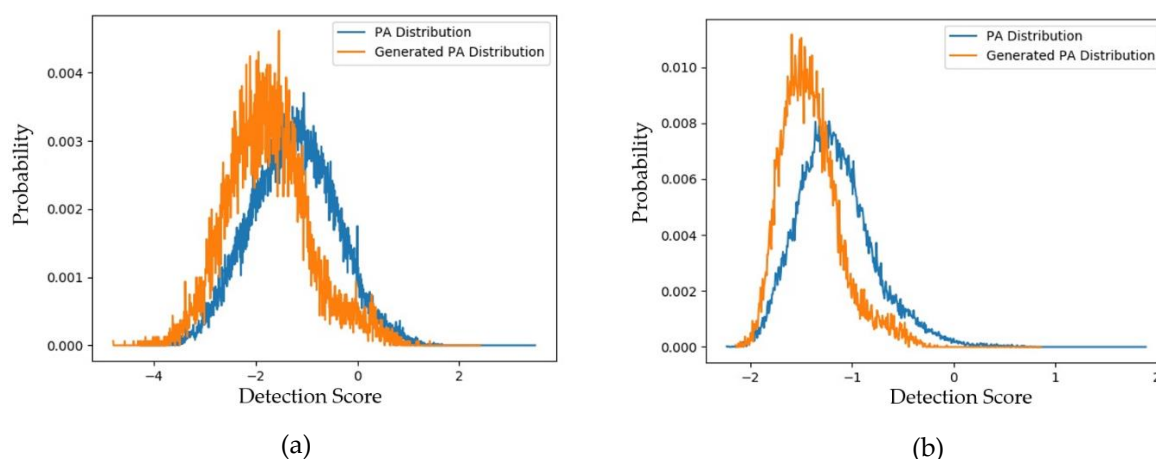 PA Distribution
Generated PA Distribution
0.004
0.003
0.002
0.001
0.000
Probability
−4
−2
0
2
Detection Score
(a)
PA Distribution
Generated PA Distribution
0.010
0.008
0.006
0.004
0.002
0.000
Probability
−2
−1
0
1
2
Detection Score
(b)